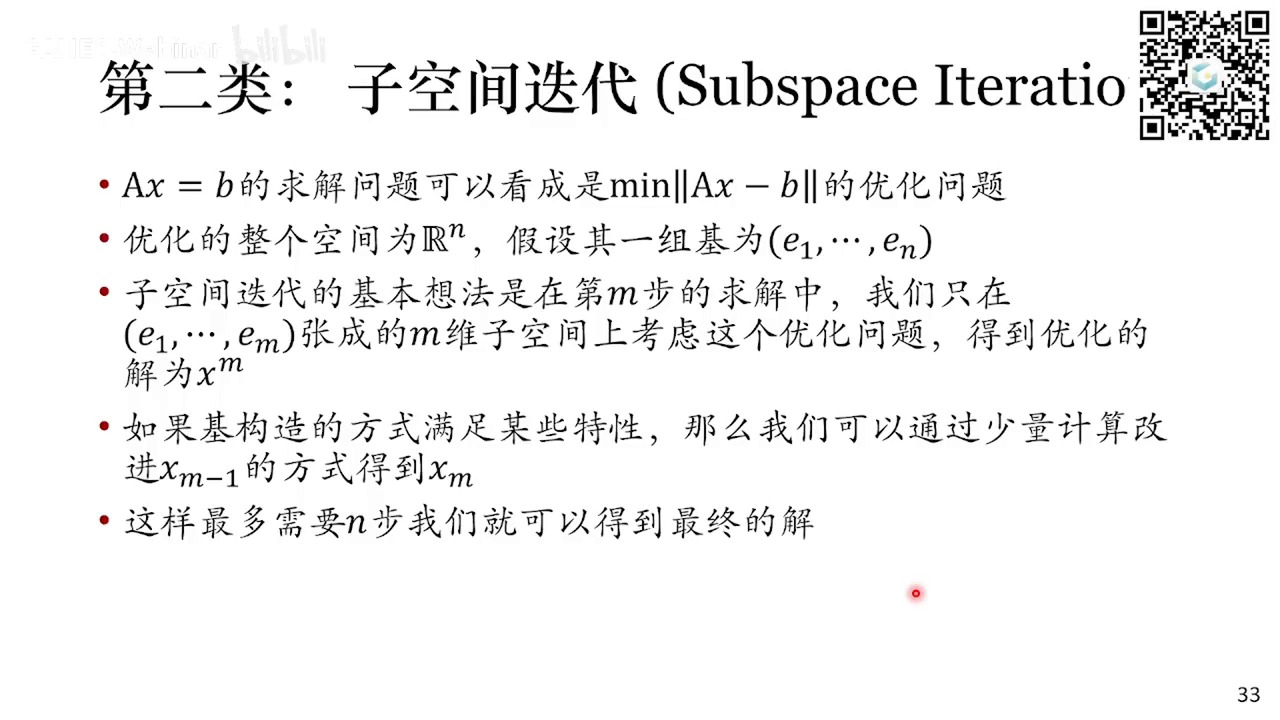 bilibili
第二类： 子空间迭代 (Subspace Iteratio
• Ax = b的求解问题可以看成是min‖Ax − b‖的优化问题
• 优化的整个空间为ℝⁿ，假设其一组基为(e₁,⋯,eₙ)
• 子空间迭代的基本想法是在第m步的求解中，我们只在
(e₁,⋯,eₘ)张成的m维子空间上考虑这个优化问题，得到优化的
解为xᵐ
• 如果基构造的方式满足某些特性，那么我们可以通过少量计算改
进xₘ₋₁的方式得到xₘ
• 这样最多需要n步我们就可以得到最终的解
33